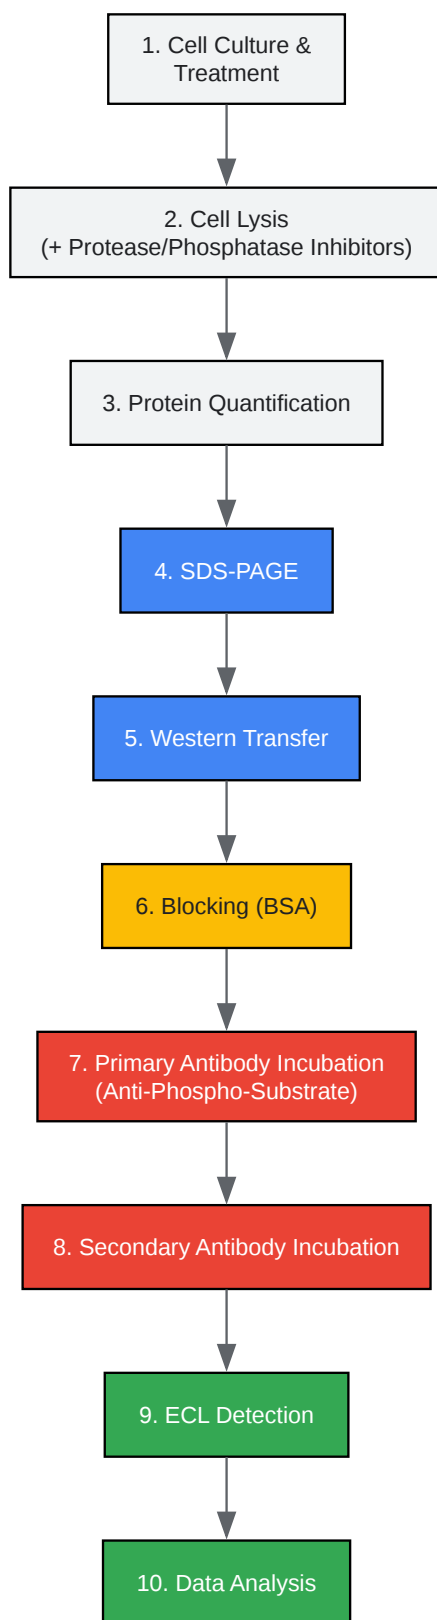 1. Cell Culture &
Treatment
2. Cell Lysis
(+ Protease/Phosphatase Inhibitors)
3. Protein Quantification
4. SDS-PAGE
5. Western Transfer
6. Blocking (BSA)
7. Primary Antibody Incubation
(Anti-Phospho-Substrate)
8. Secondary Antibody Incubation
9. ECL Detection
10. Data Analysis